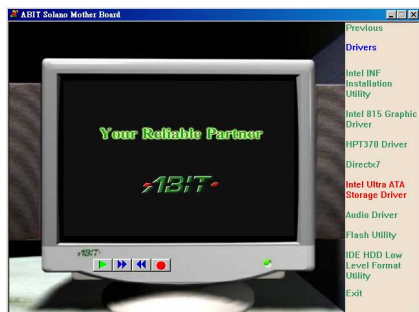 ABIT Solano Mother Board
Your Reliable Partner
ABIT
ABIT
Previous
Drivers
Intel INF
Installation
Utility
Intel 815 Graphic
Driver
HPT370 Driver
Directx7
Intel Ultra ATA
Storage Driver
Audio Driver
Flash Utility
IDE HDD Low
Level Format
Utility
Exit